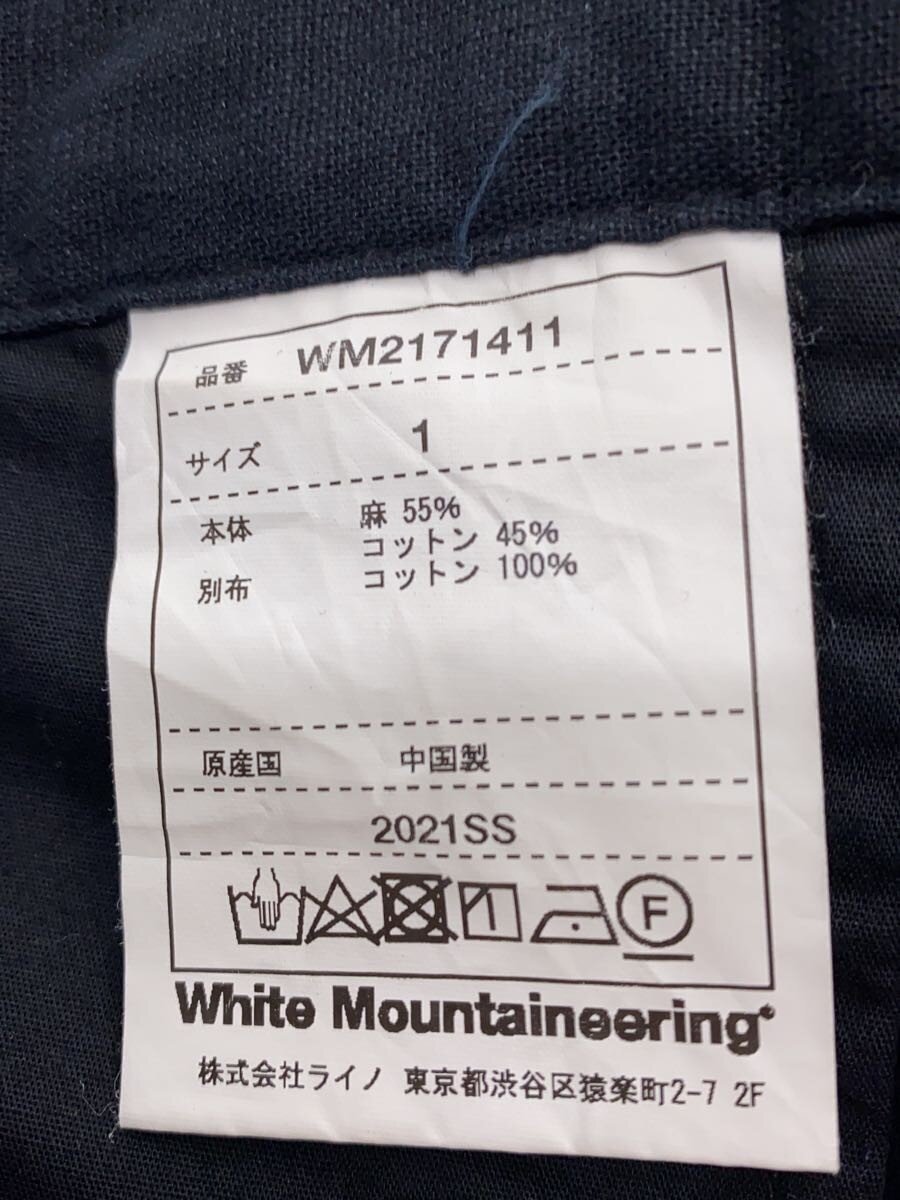 品番 WM2171411
サイズ 1
本体 麻 55%
コットン 45%
別布 コットン 100%
原産国 中国製
2021SS
F
White Mountaineering
株式会社ライノ 東京都渋谷区猿楽町2-7 2F